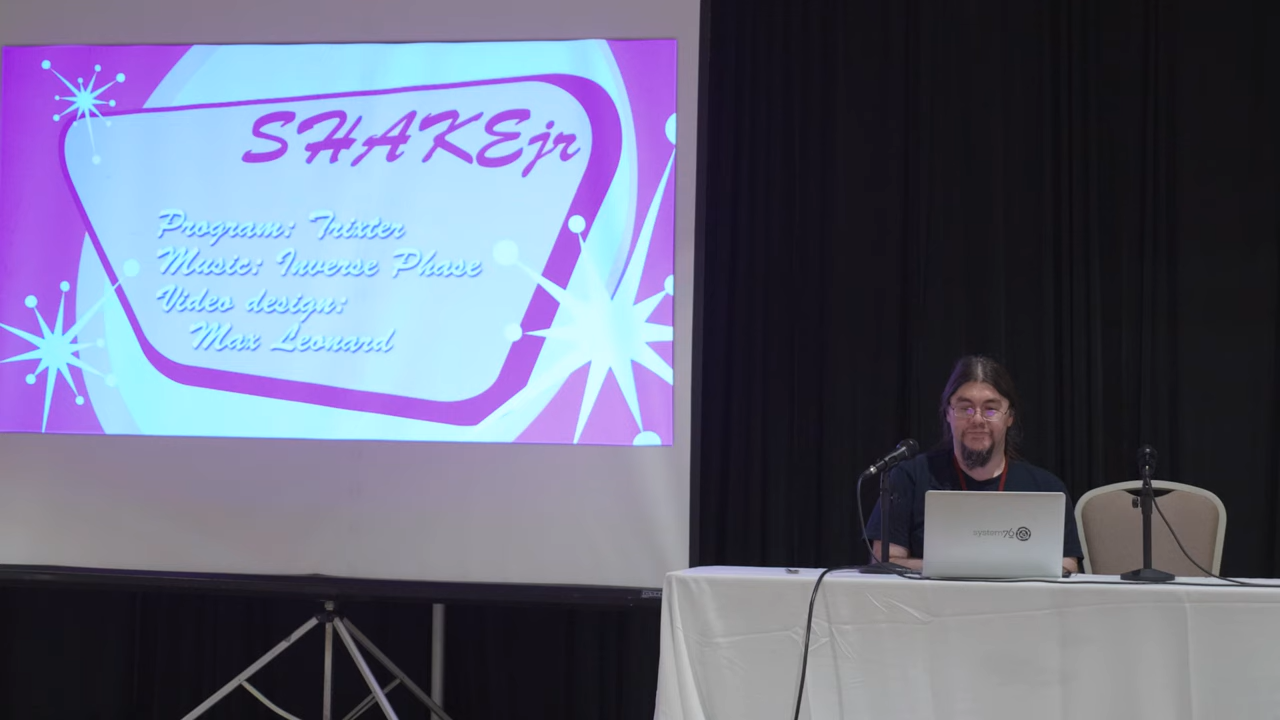 SHAKEjr
Program: Trixter
Music: Inverse Phase
Video design:
Max Leonard
system76